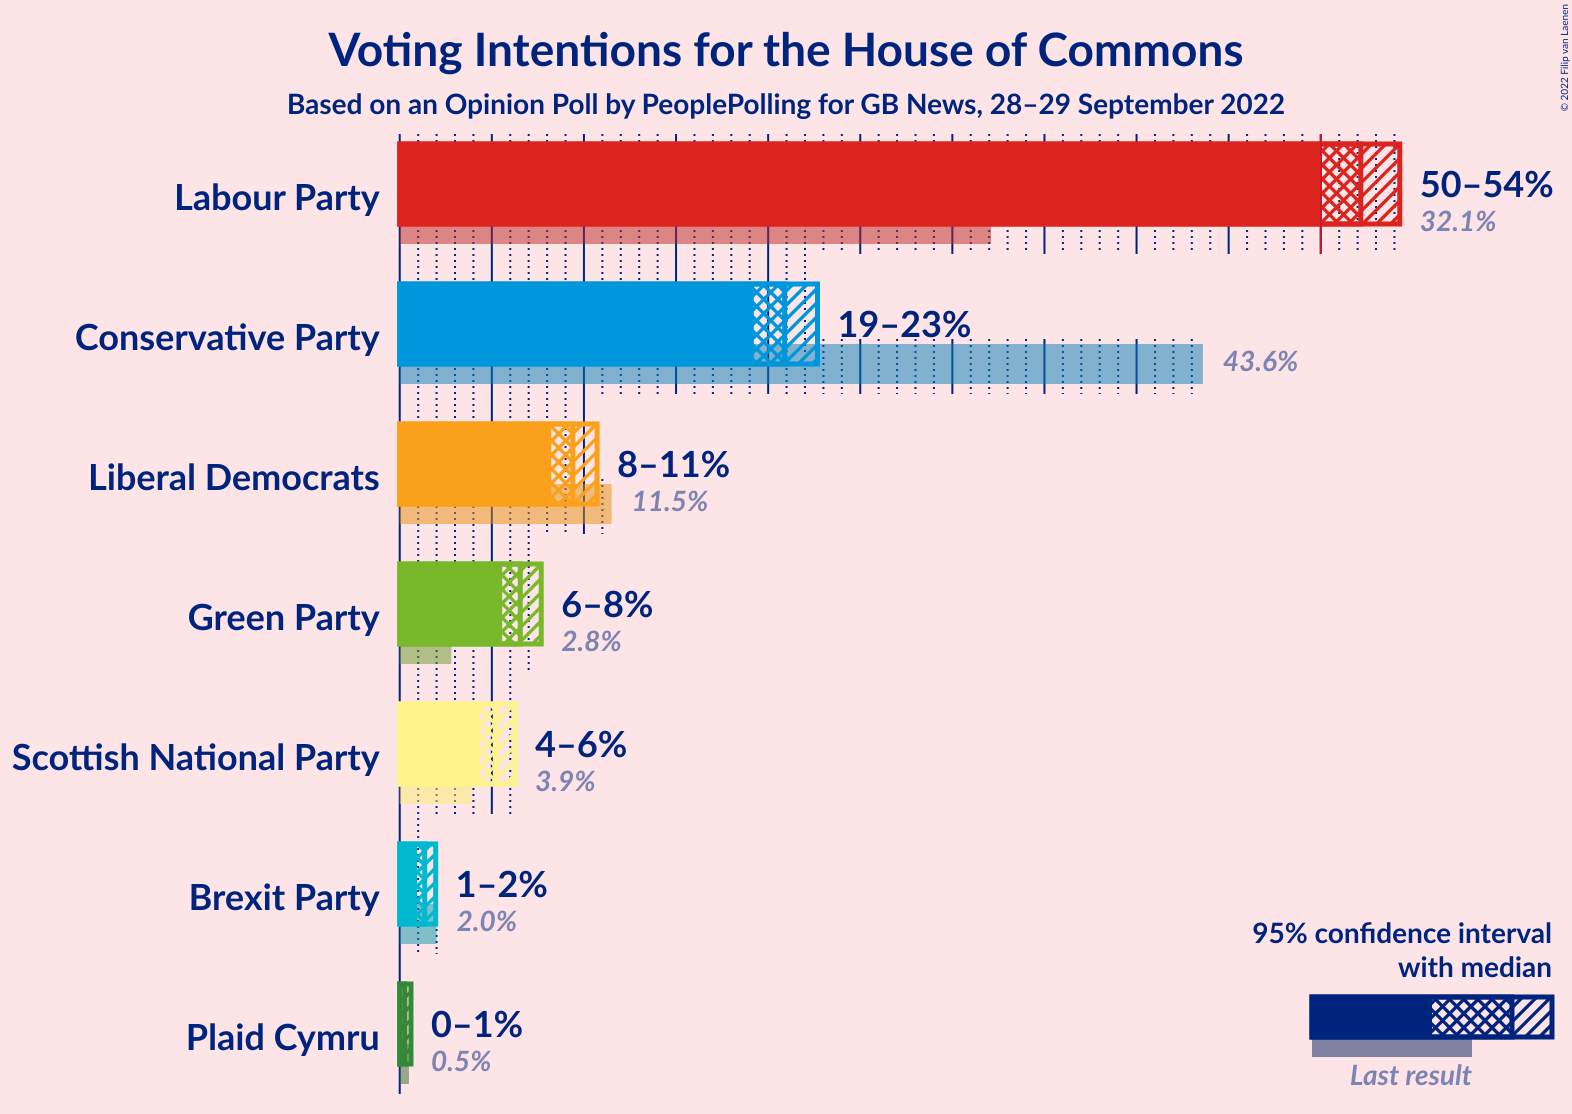 © 2022 Filip van Laenen
Voting Intentions for the House of Commons
Based on an Opinion Poll by PeoplePolling for GB News, 28–29 September 2022
Labour Party
50–54%
32.1%
Conservative Party
19–23%
43.6%
Liberal Democrats
8–11%
11.5%
Green Party
6–8%
2.8%
Scottish National Party
4–6%
3.9%
Brexit Party
1–2%
2.0%
Plaid Cymru
0–1%
0.5%
95% confidence interval
with median
Last result